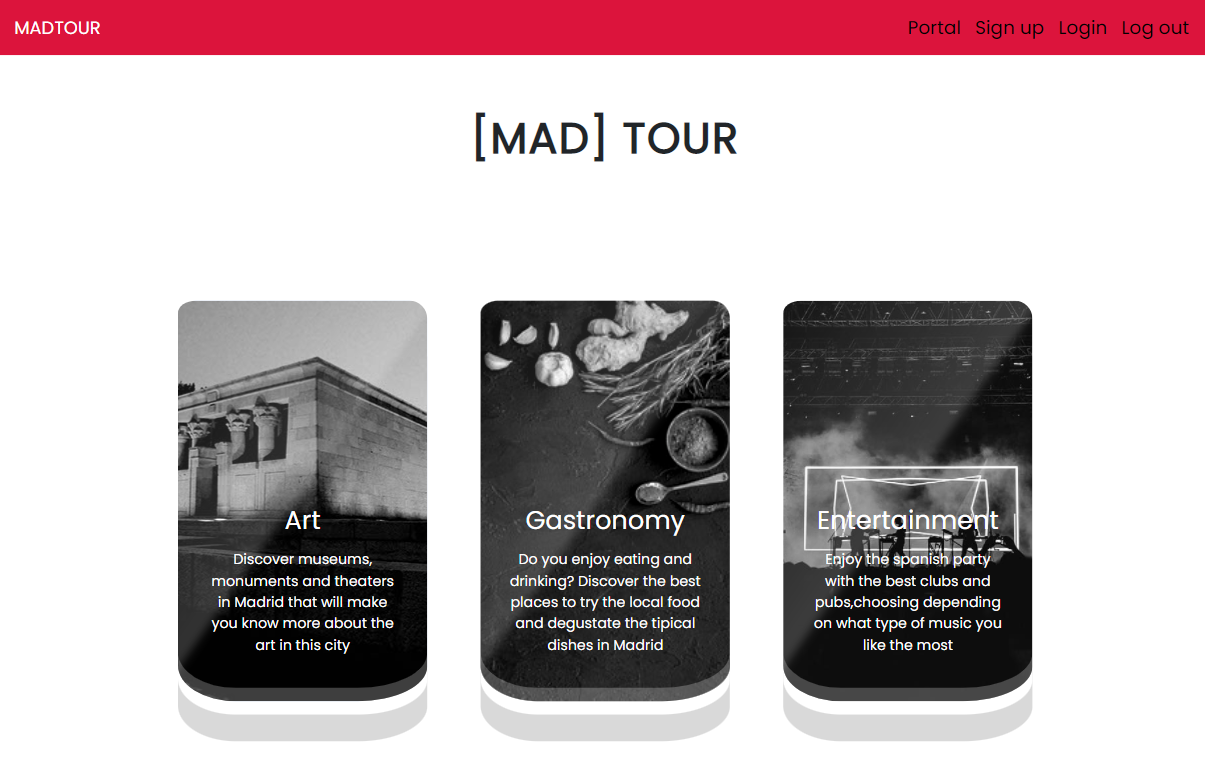 MADTOUR
Portal Sign up Login Log out
[MAD] TOUR
Art
Discover museums,
monuments and theaters
in Madrid that will make
you know more about the
art in this city
Gastronomy
Do you enjoy eating and
drinking? Discover the best
places to try the local food
and degustate the tipical
dishes in Madrid
Entertainment
Enjoy the spanish party
with the best clubs and
pubs,choosing depending
on what type of music you
like the most